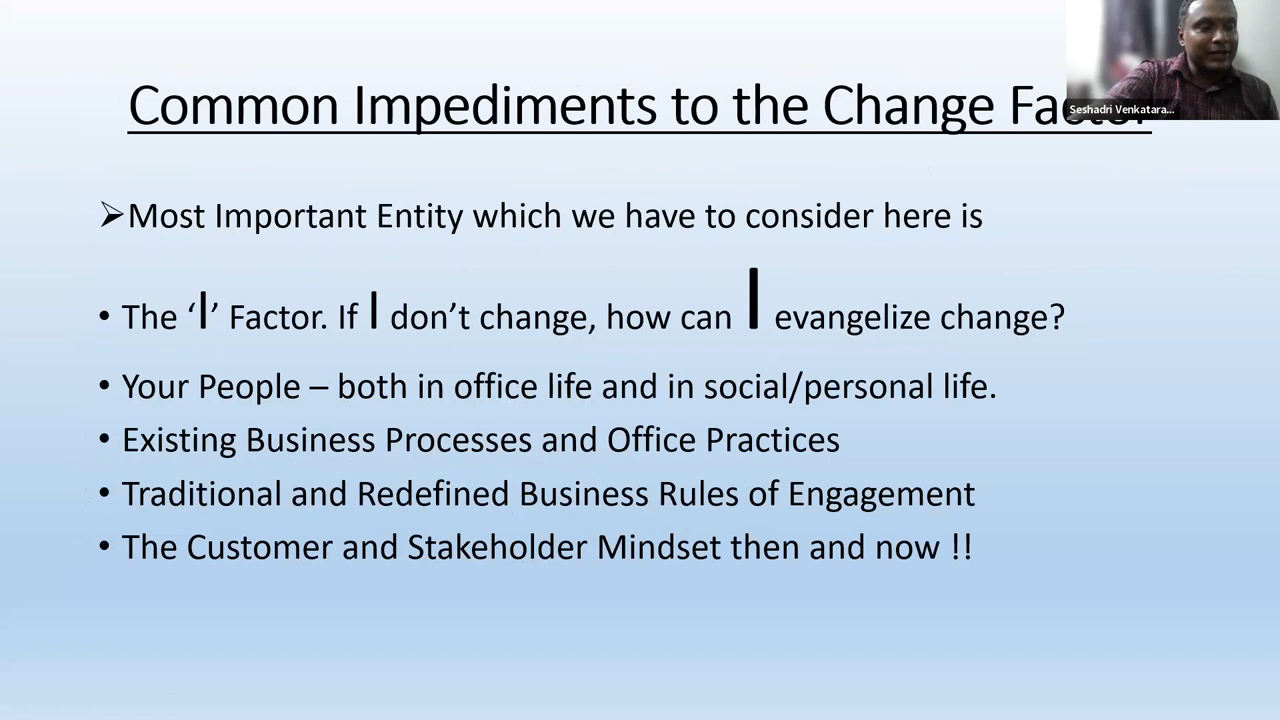 Common Impediments to the Change Factor
Seshadri Venkatara...
➢Most Important Entity which we have to consider here is
• The ‘I’ Factor. If I don’t change, how can I evangelize change?
• Your People – both in office life and in social/personal life.
• Existing Business Processes and Office Practices
• Traditional and Redefined Business Rules of Engagement
• The Customer and Stakeholder Mindset then and now !!